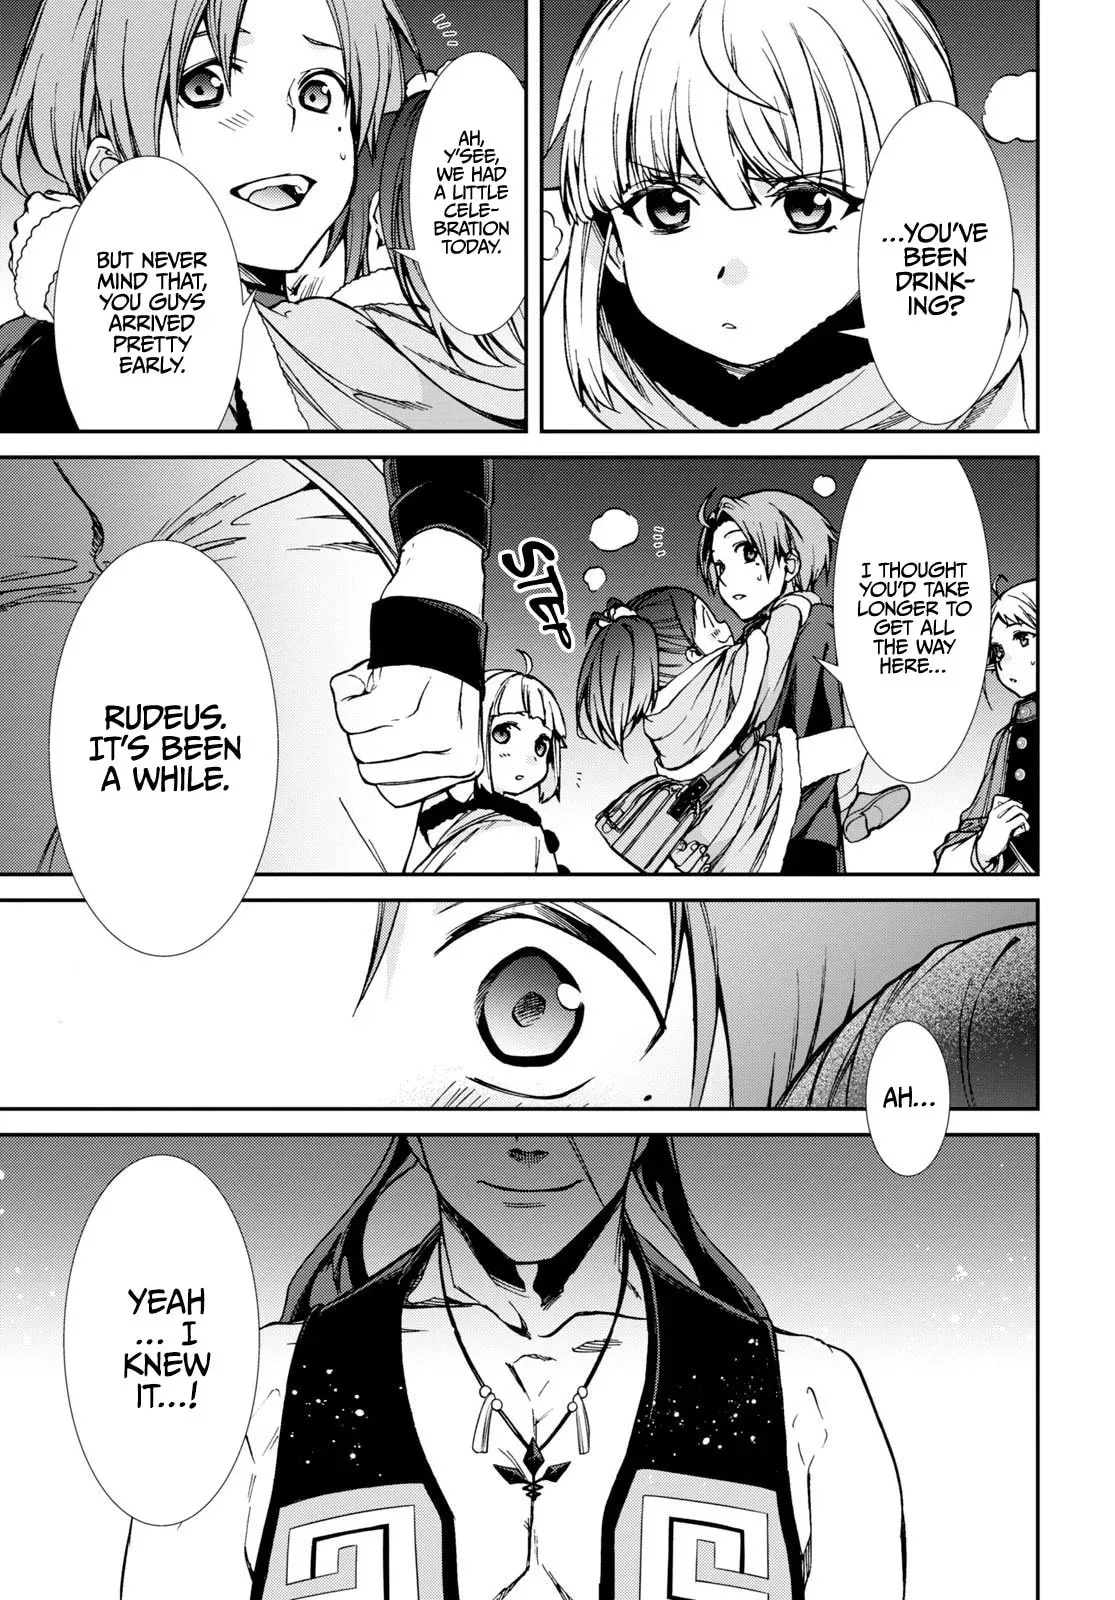 ...YOU'VE
BEEN
DRINK-
ING?
AH,
Y'SEE,
WE HAD
A LITTLE
CELE-
BRATION
TODAY.
BUT NEVER
MIND THAT,
YOU GUYS
ARRIVED
PRETTY
EARLY.
I THOUGHT
YOU'D TAKE
LONGER TO
GET ALL
THE WAY
HERE...
STEP
RUDEUS.
IT'S BEEN
A WHILE.
AH...
YEAH
... I
KNEW
IT...!